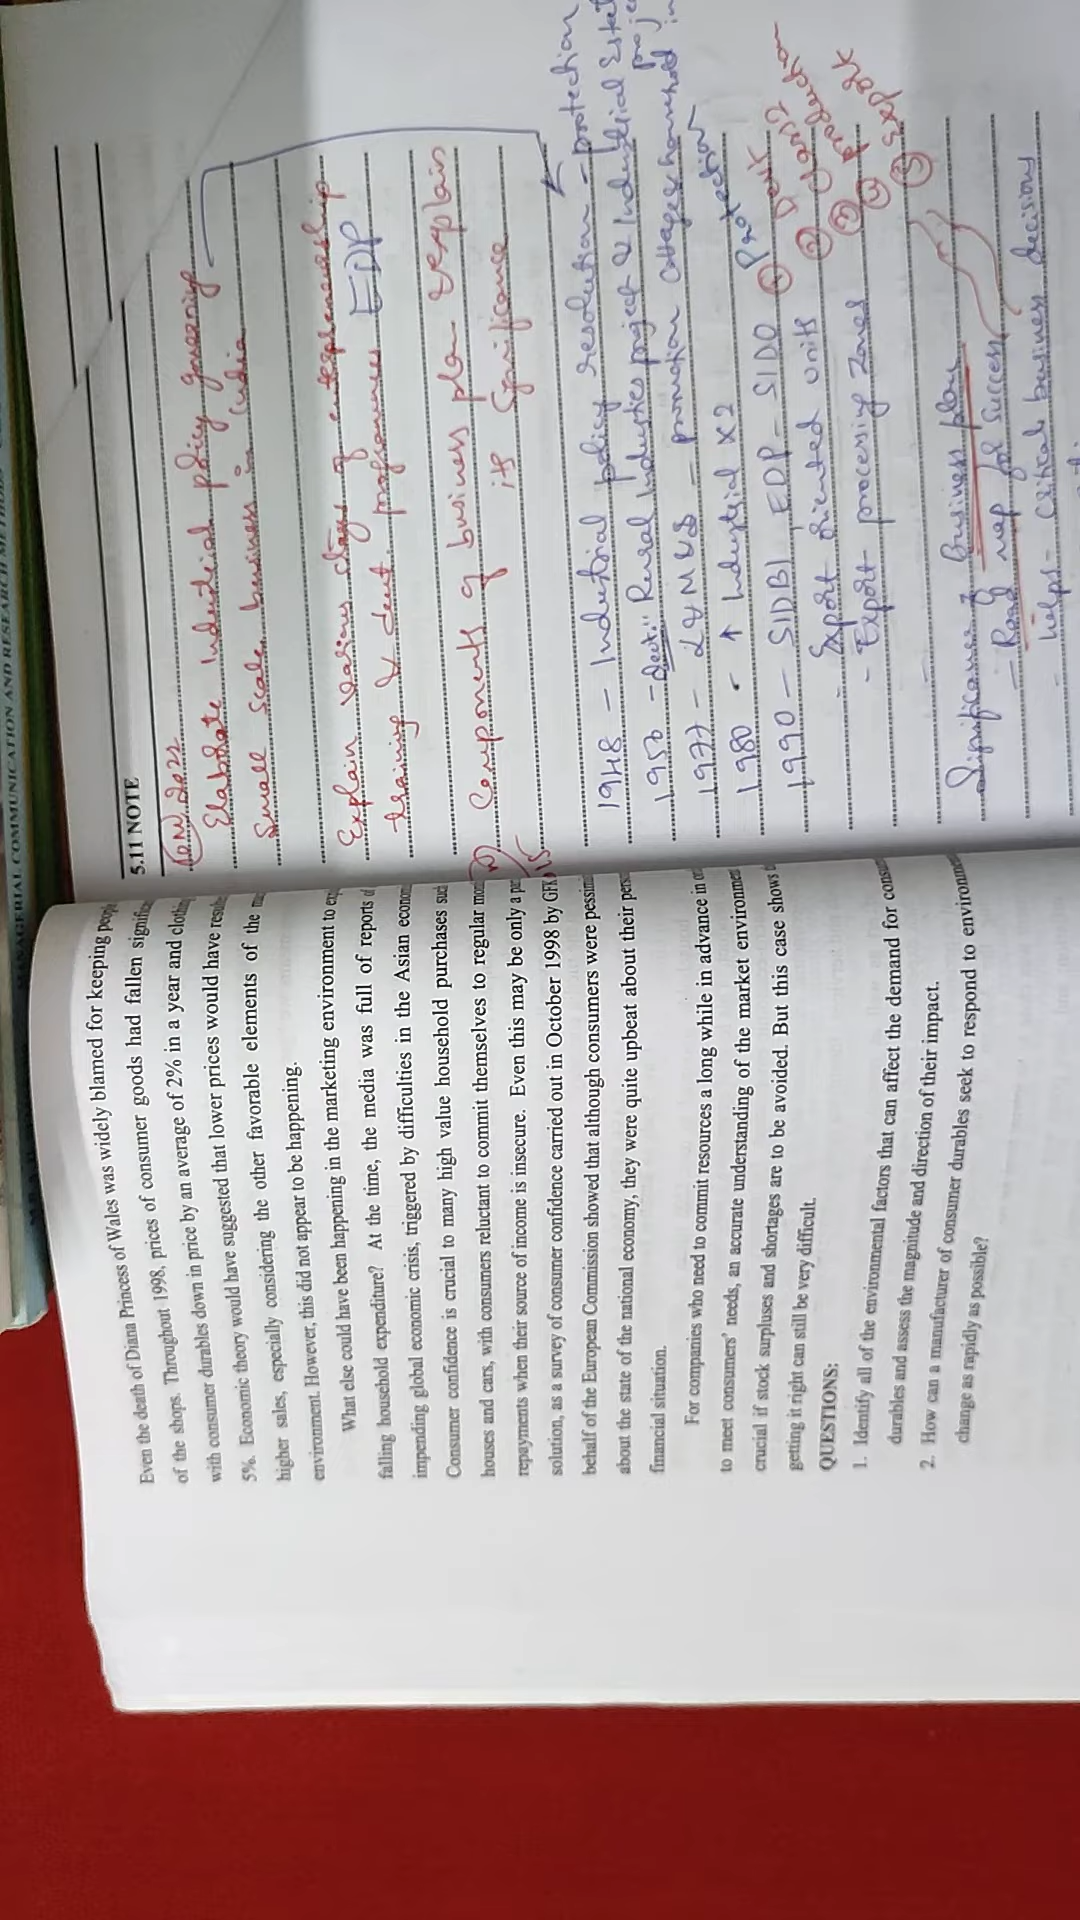 MANAGERIAL COMMUNICATION AND RESEARCH METHODS
Even the death of Diana Princess of Wales was widely blamed for keeping people
of the shops. Throughout 1998, prices of consumer goods had fallen
with consumer durables down in price by an average of 2% in a year and clothing
5%. Economic theory would have suggested that lower prices would have
higher sales, especially considering the other favorable elements of the
environment. However, this did not appear to be happening.
What else could have been happening in the marketing environment to
falling household expenditure? At the time, the media was full of reports
impending global economic crisis, triggered by difficulties in the Asian
Consumer confidence is crucial to many high value household purchases such
houses and cars, with consumers reluctant to commit themselves to regular
repayments when their source of income is insecure. Even this may be only a
solution, as a survey of consumer confidence carried out in October 1998 by GFK
behalf of the European Commission showed that although consumers were
about the state of the national economy, they were quite upbeat about their
financial situation.
For companies who need to commit resources a long while in advance in
to meet consumers' needs, an accurate understanding of the market
crucial if stock surpluses and shortages are to be avoided. But this case shows
getting it right can still be very difficult.
QUESTIONS:
1. Identify all of the environmental factors that can affect the demand for
durables and assess the magnitude and direction of their impact.
2. How can a manufacturer of consumer durables seek to respond to
change as rapidly as possible?
5.11 NOTE
Elaborate Industrial policy governing
Small Scale business in India
Explain various stages of entrepreneurship
training & devt. programmes EDP
Components of business plan & explain
its significance
15
1948 - Industrial policy resolution - protection
1950 - devt. Rural Industries project & Industrial Estate
1977 - promotion cottage & household
1980 - ↑ Industrial x 2 Protection
1990 - SIDBI, EDP - SIDO ① Devt
- Export Oriented units ②
- Export processing Zones ③ ④ production
⑤ Export
Significance of Business plan
- Road map for success
- helps - Critical business decisions